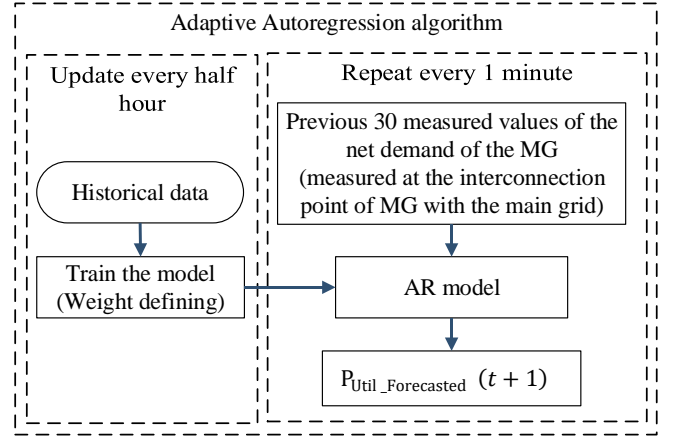 Adaptive Autoregression algorithm
Update every half
hour
Historical data
Train the model
(Weight defining)
Repeat every 1 minute
Previous 30 measured values of the
net demand of the MG
(measured at the interconnection
point of MG with the main grid)
AR model
P_Util_Forecasted (t + 1)